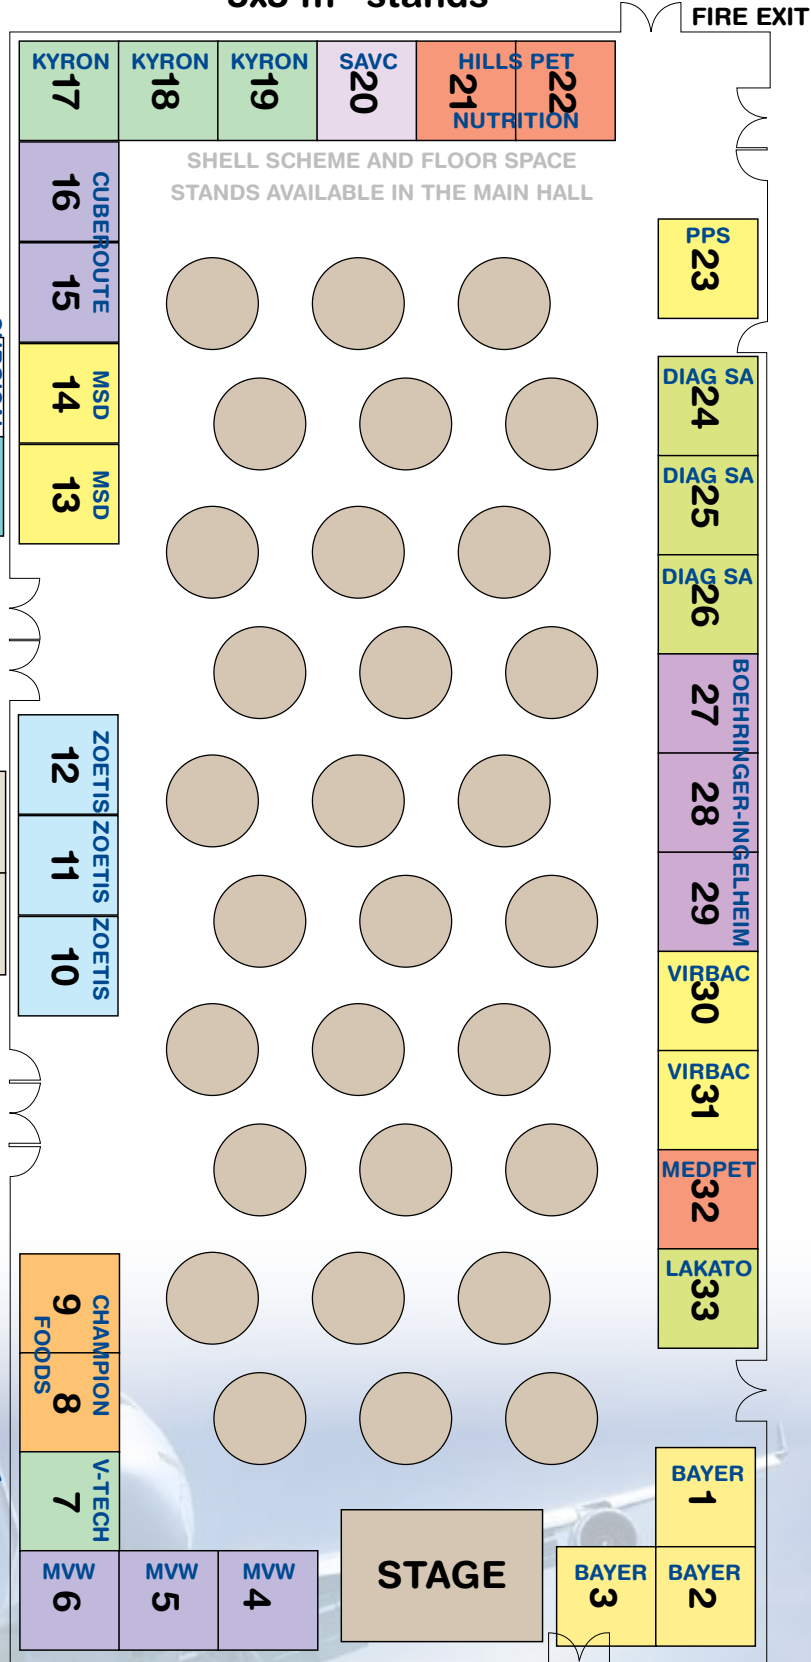 3x3 m² stands
FIRE EXIT
KYRON
17
KYRON
18
KYRON
19
SAVC
20
HILLS PET
21
22
NUTRITION
SHELL SCHEME AND FLOOR SPACE
STANDS AVAILABLE IN THE MAIN HALL
16
15
CUBEROUTE
14
MSD
13
MSD
12
ZOETIS
11
ZOETIS
10
ZOETIS
9
8
CHAMPION
FOODS
7
V-TECH
MVW
6
MVW
5
MVW
4
STAGE
PPS
23
DIAG SA
24
DIAG SA
25
DIAG SA
26
27
28
29
BOEHRINGER-INGELHEIM
VIRBAC
30
VIRBAC
31
MEDPET
32
LAKATO
33
BAYER
1
BAYER
3
BAYER
2